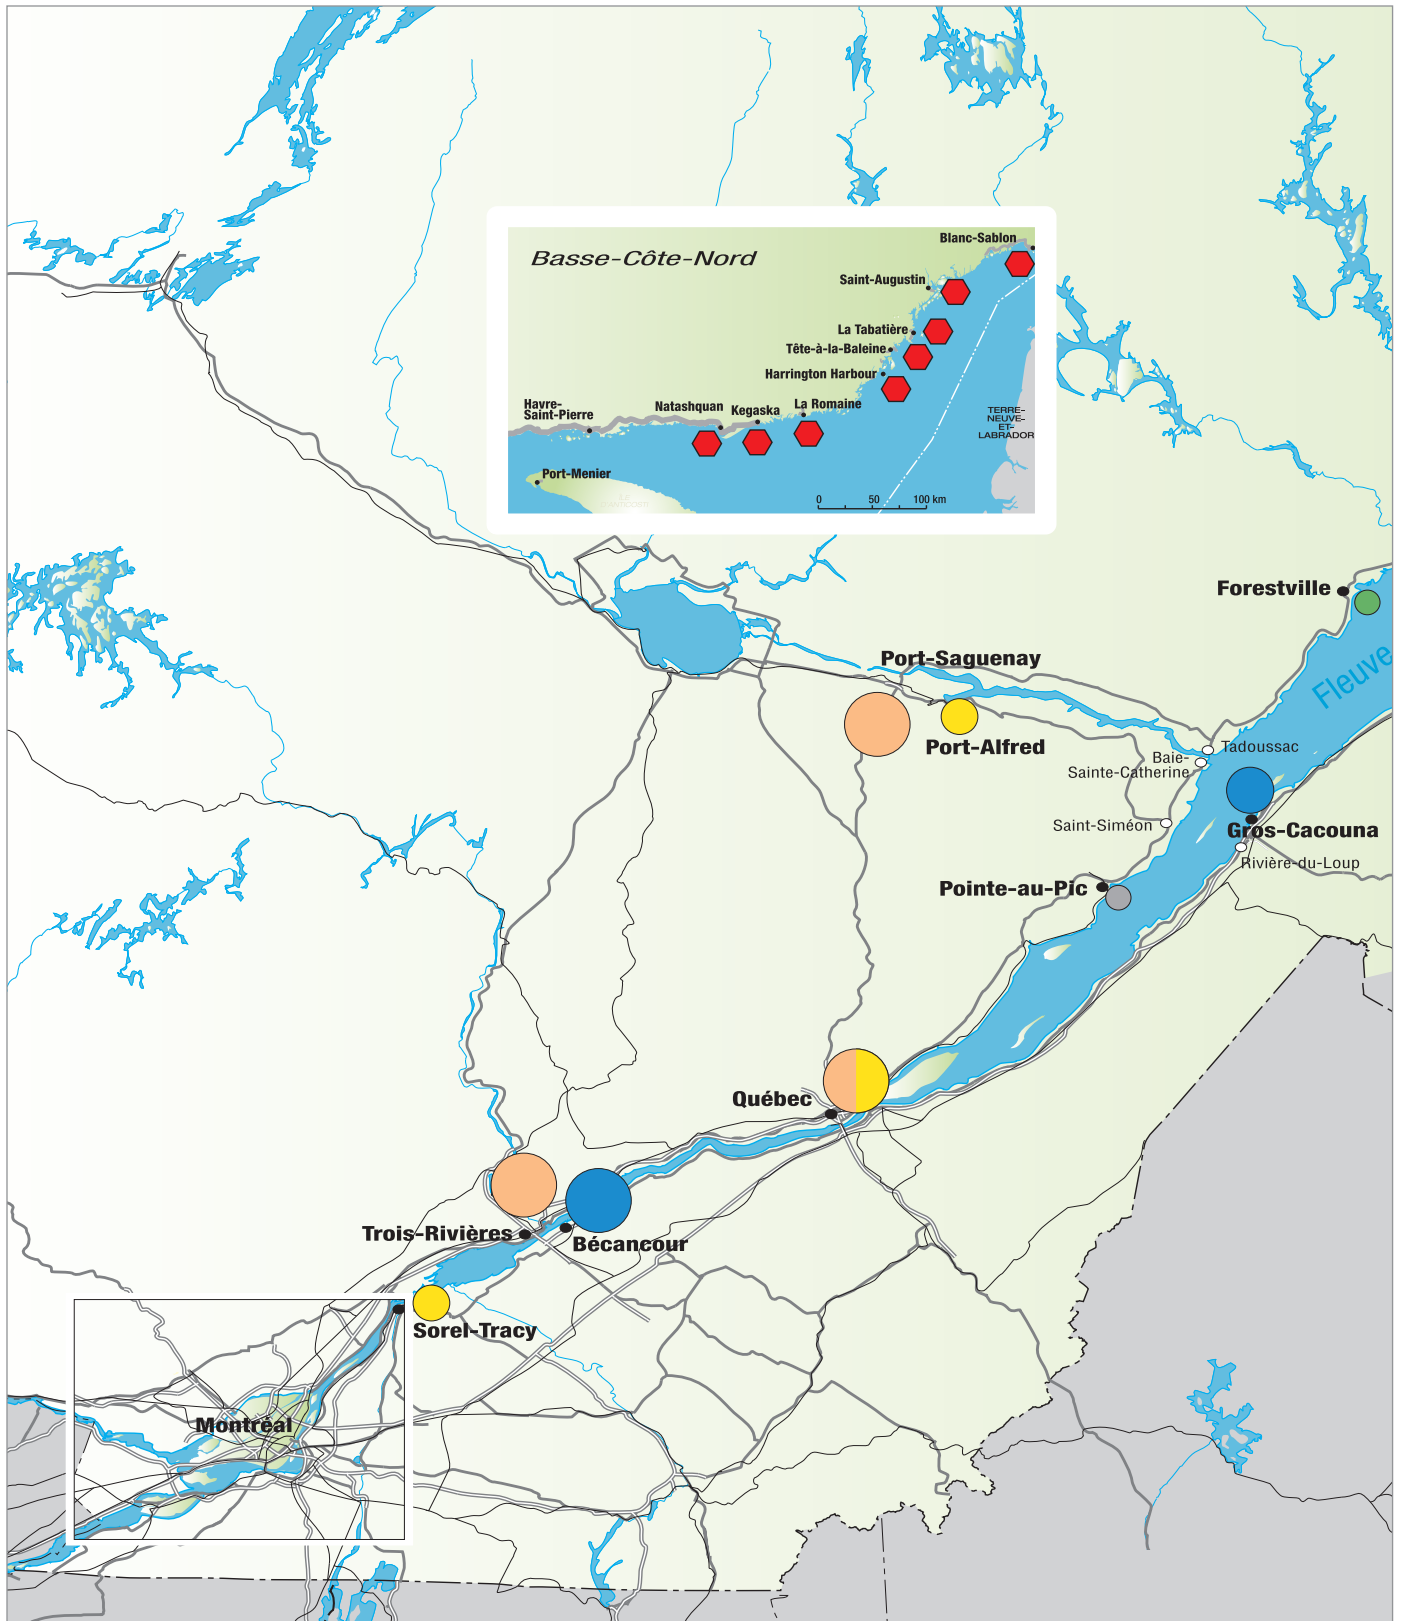 Basse-Côte-Nord
Blanc-Sablon
Saint-Augustin
La Tabatière
Tête-à-la-Baleine
Harrington Harbour
La Romaine
Kegaska
Natashquan
Havre-
Saint-Pierre
Port-Menier
TERRE-
NEUVE-
ET-
LABRADOR
0 50 100 km
Forestville
Fleuve
Port-Saguenay
Port-Alfred
Tadoussac
Baie-
Sainte-Catherine
Saint-Siméon
Gros-Cacouna
Rivière-du-Loup
Pointe-au-Pic
Québec
Trois-Rivières
Bécancour
Sorel-Tracy
Montréal